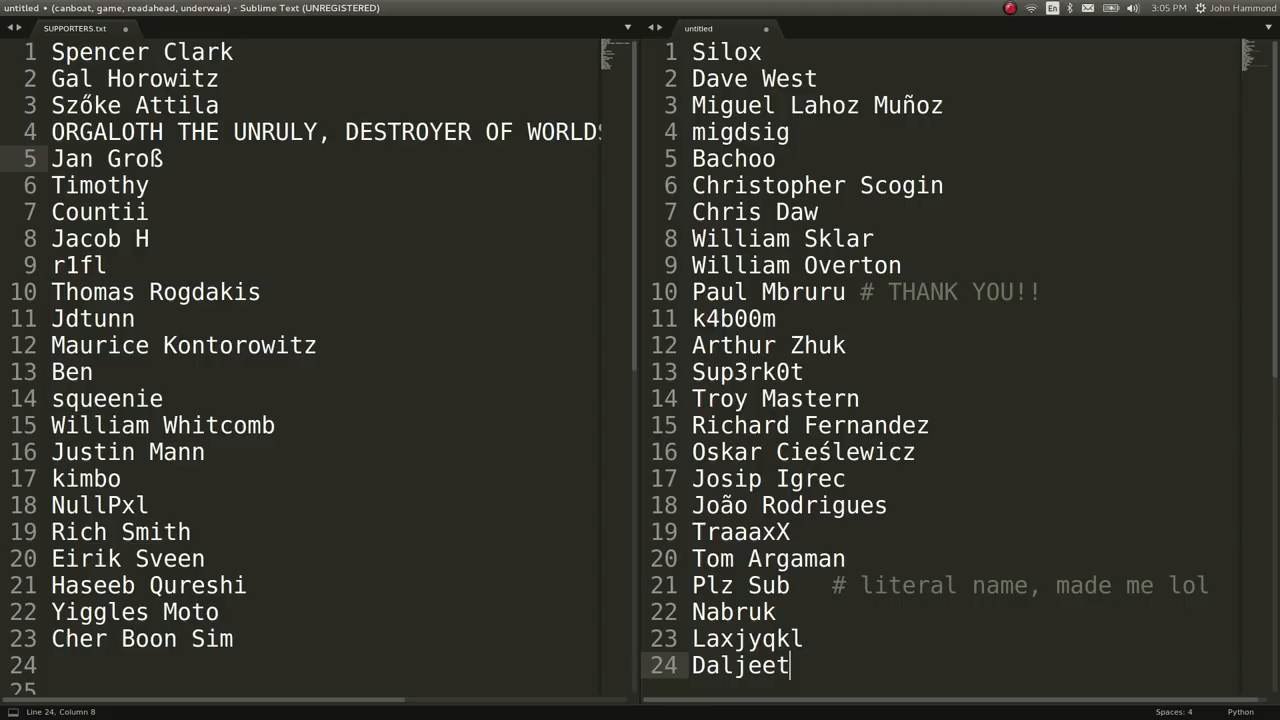 untitled • (canboat, game, readahead, underwais) - Sublime Text (UNREGISTERED)
En
3:05 PM
John Hammond
SUPPORTERS.txt
1 Spencer Clark
2 Gal Horowitz
3 Szőke Attila
4 ORGALOTH THE UNRULY, DESTROYER OF WORLDS
5 Jan Groß
6 Timothy
7 Countii
8 Jacob H
9 r1fl
10 Thomas Rogdakis
11 Jdtunn
12 Maurice Kontorowitz
13 Ben
14 squeenie
15 William Whitcomb
16 Justin Mann
17 kimbo
18 NullPxl
19 Rich Smith
20 Eirik Sveen
21 Haseeb Qureshi
22 Yiggles Moto
23 Cher Boon Sim
24
25
untitled
1 Silox
2 Dave West
3 Miguel Lahoz Muñoz
4 migdsig
5 Bachoo
6 Christopher Scogin
7 Chris Daw
8 William Sklar
9 William Overton
10 Paul Mbruru # THANK YOU!!
11 k4b00m
12 Arthur Zhuk
13 Sup3rk0t
14 Troy Mastern
15 Richard Fernandez
16 Oskar Cieślewicz
17 Josip Igrec
18 João Rodrigues
19 TraaaxX
20 Tom Argaman
21 Plz Sub # literal name, made me lol
22 Nabruk
23 Laxjyqkl
24 Daljeet
Line 24, Column 8
Spaces: 4
Python